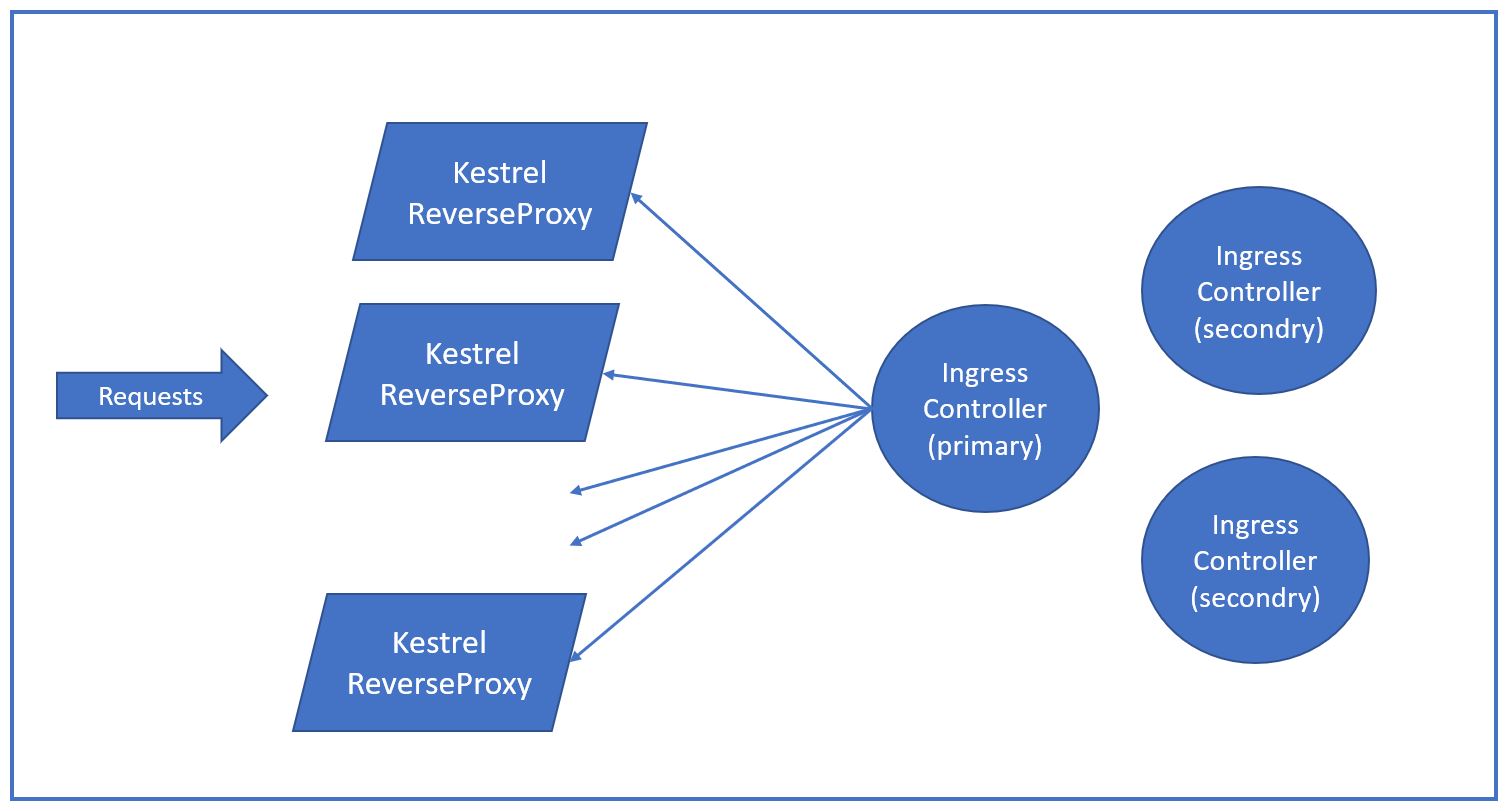 Kestrel
ReverseProxy
Kestrel
ReverseProxy
Requests
Kestrel
ReverseProxy
Ingress
Controller
(primary)
Ingress
Controller
(secondry)
Ingress
Controller
(secondry)